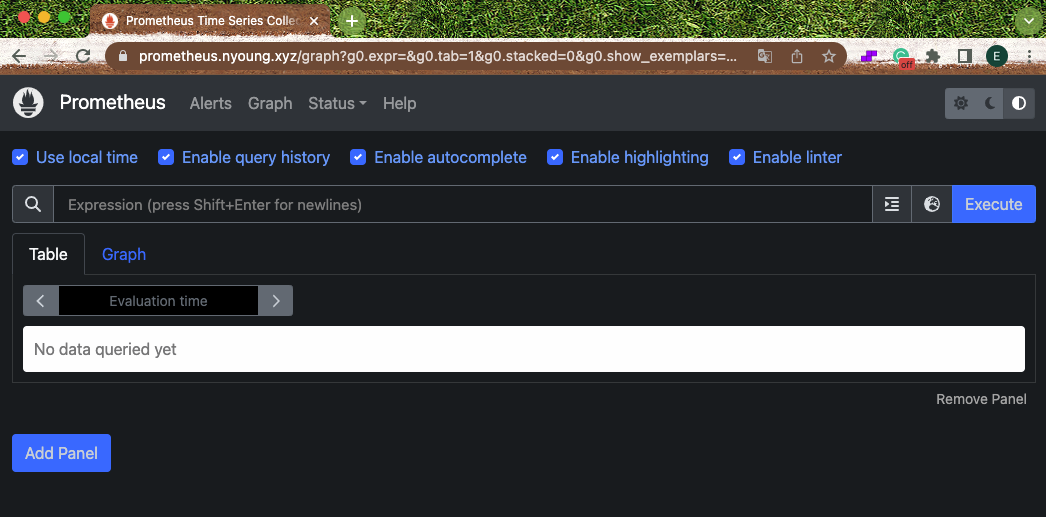 Prometheus Time Series Collec
prometheus.nyoung.xyz/graph?g0.expr=&g0.tab=1&g0.stacked=0&g0.show_exemplars=...
off
E
Prometheus Alerts Graph Status Help
Use local time Enable query history Enable autocomplete Enable highlighting Enable linter
Expression (press Shift+Enter for newlines) Execute
Table Graph
Evaluation time
No data queried yet
Remove Panel
Add Panel